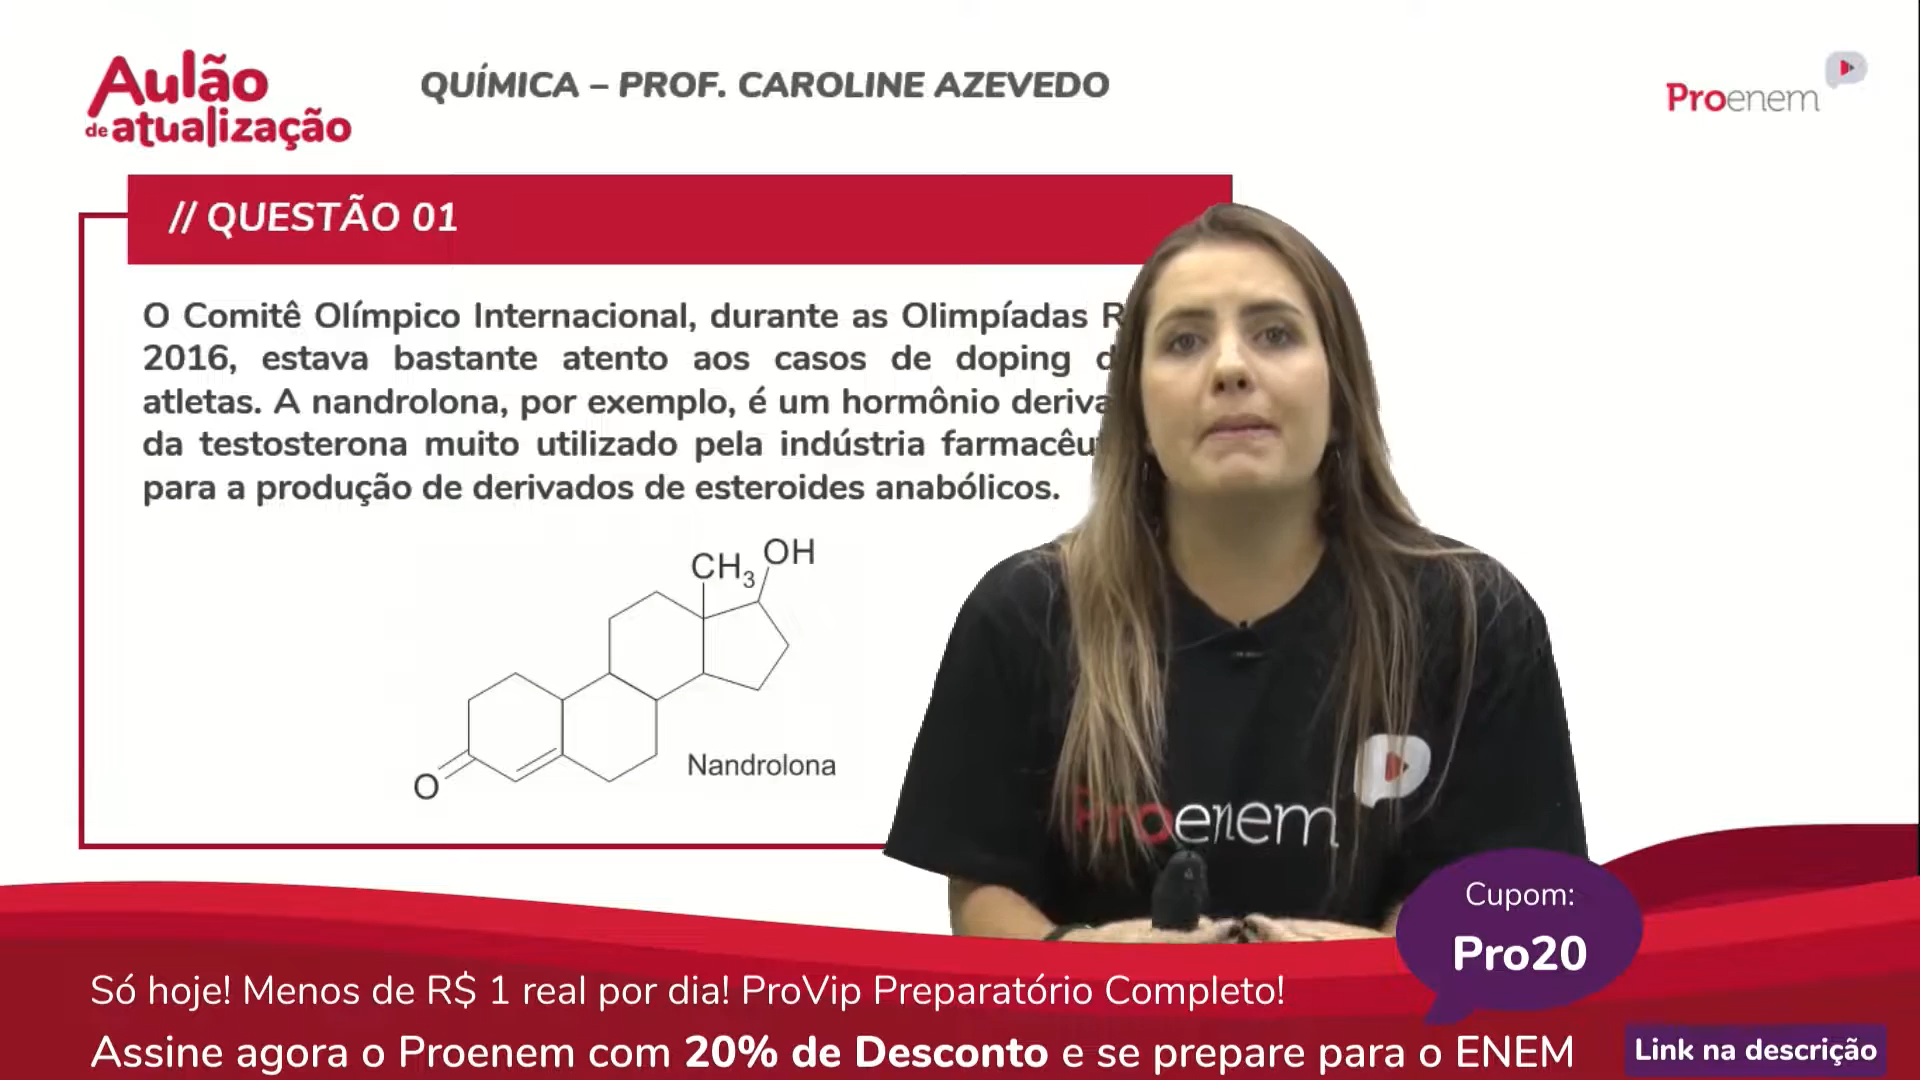 Aulão
de atualização
QUÍMICA – PROF. CAROLINE AZEVEDO
Proenem
// QUESTÃO 01
O Comitê Olímpico Internacional, durante as Olimpíadas
2016, estava bastante atento aos casos de doping
atletas. A nandrolona, por exemplo, é um hormônio
da testosterona muito utilizado pela indústria
para a produção de derivados de esteroides anabólicos.
CH3 OH
O
Nandrolona
Proenem
Cupom:
Pro20
Só hoje! Menos de R$ 1 real por dia! ProVip Preparatório Completo!
Assine agora o Proenem com 20% de Desconto e se prepare para o ENEM
Link na descrição